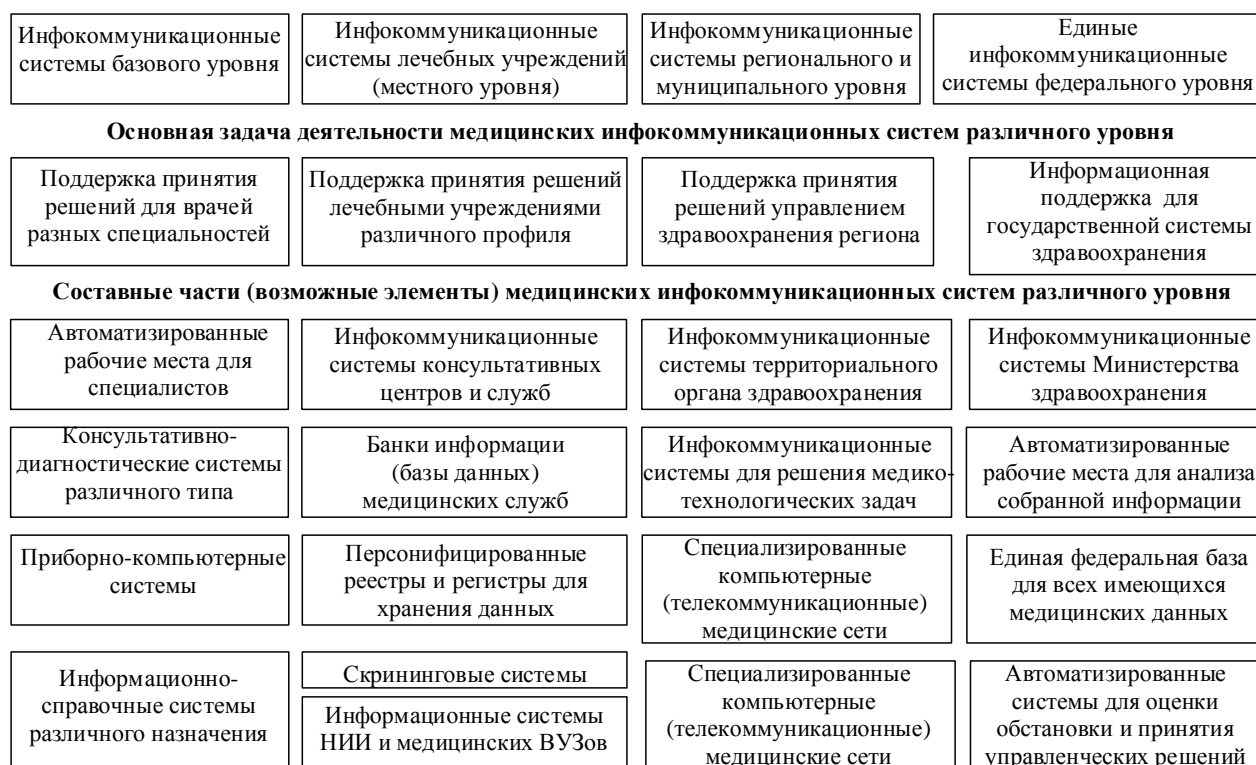 Инфокоммуникационные
системы базового уровня
Инфокоммуникационные
системы лечебных учреждений
(местного уровня)
Инфокоммуникационные
системы регионального и
муниципального уровня
Единые
инфокоммуникационные
системы федерального уровня
Основная задача деятельности медицинских инфокоммуникационных систем различного уровня
Поддержка принятия
решений для врачей
разных специальностей
Поддержка принятия решений
лечебными учреждениями
различного профиля
Поддержка принятия
решений управлением
здравоохранения региона
Информационная
поддержка для
государственной системы
здравоохранения
Составные части (возможные элементы) медицинских инфокоммуникационных систем различного уровня
Автоматизированные
рабочие места для
специалистов
Инфокоммуникационные
системы консультативных
центров и служб
Инфокоммуникационные
системы территориального
органа здравоохранения
Инфокоммуникационные
системы Министерства
здравоохранения
Консультативно-
диагностические системы
различного типа
Банки информации
(базы данных)
медицинских служб
Инфокоммуникационные
системы для решения медико-
технологических задач
Автоматизированные
рабочие места для анализа
собранной информации
Приборно-компьютерные
системы
Персонифицированные
реестры и регистры для
хранения данных
Специализированные
компьютерные
(телекоммуникационные)
медицинские сети
Единая федеральная база
для всех имеющихся
медицинских данных
Информационно-
справочные системы
различного назначения
Скрининговые системы
Информационные системы
НИИ и медицинских ВУЗов
Специализированные
компьютерные
(телекоммуникационные)
медицинские сети
Автоматизированные
системы для оценки
обстановки и принятия
управленческих решений